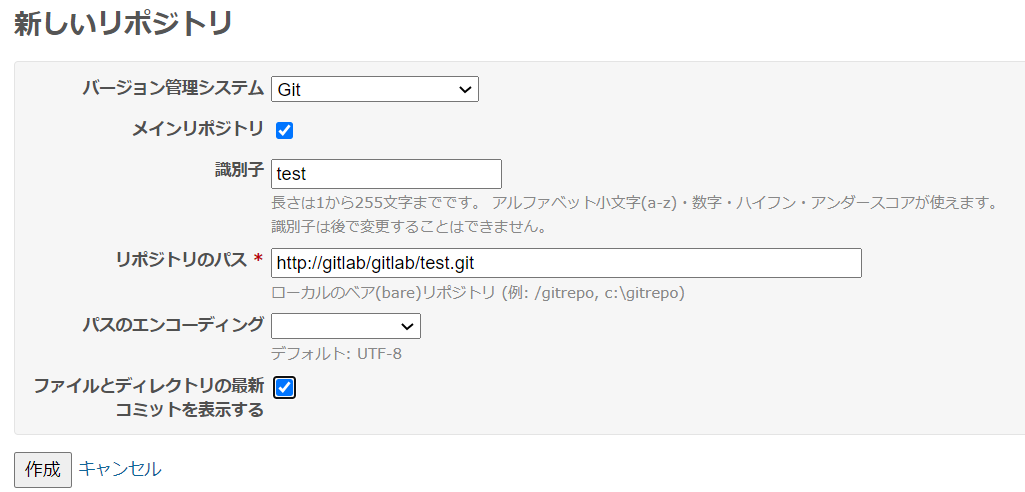 新しいリポジトリ
バージョン管理システム Git
メインリポジトリ
識別子 test
長さは1から255文字までです。 アルファベット小文字(a-z)・数字・ハイフン・アンダースコアが使えます。
識別子は後で変更することはできません。
リポジトリのパス * http://gitlab/gitlab/test.git
ローカルのベア(bare)リポジトリ (例: /gitrepo, c:\gitrepo)
パスのエンコーディング
デフォルト: UTF-8
ファイルとディレクトリの最新
コミットを表示する
作成 キャンセル